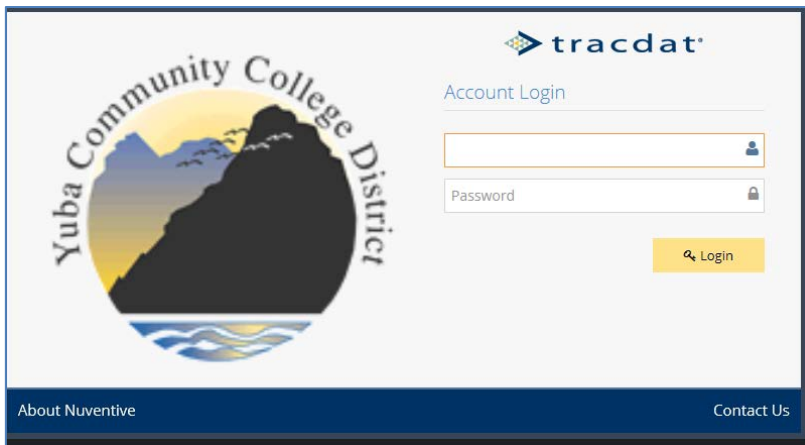 Yuba Community College District
tracdat
Account Login
Password
Login
About Nuventive
Contact Us